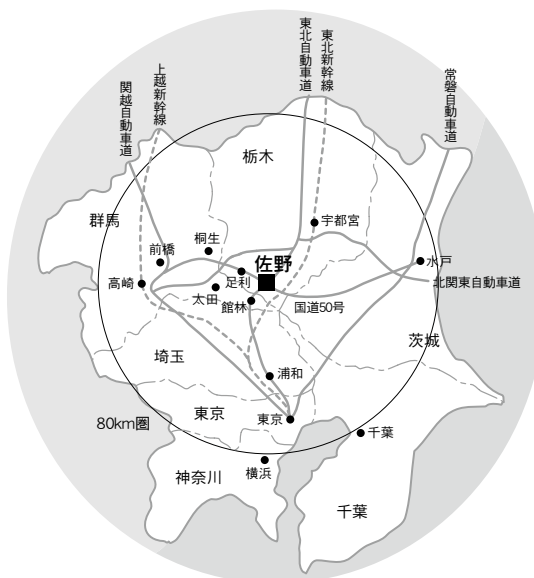 東北自動車道
東北新幹線
上越新幹線
関越自動車道
常磐自動車道
栃木
群馬
宇都宮
桐生
前橋
佐野
水戸
足利
高崎
北関東自動車道
太田
館林
国道50号
茨城
埼玉
浦和
東京
東京
80km圏
千葉
横浜
神奈川
千葉